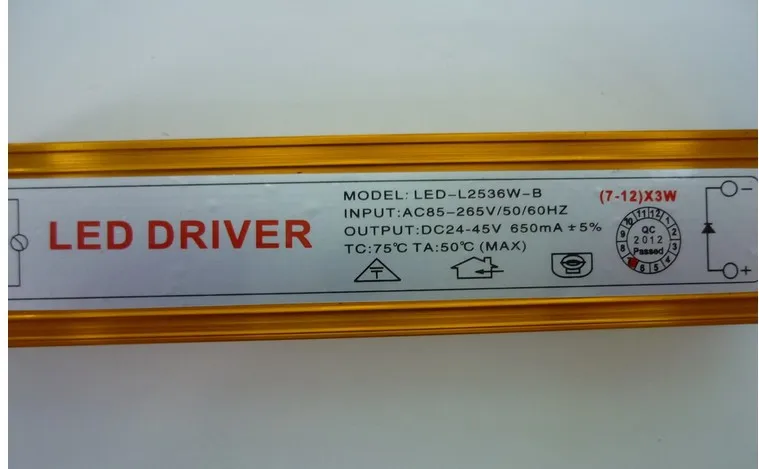 LED DRIVER
MODEL: LED-L2536W-B
INPUT:AC85-265V/50/60HZ
OUTPUT:DC24-45V 650mA ±5%
TC:75℃ TA:50℃ (MAX)
(7-12)X3W
QC
2012
Passed
−
+